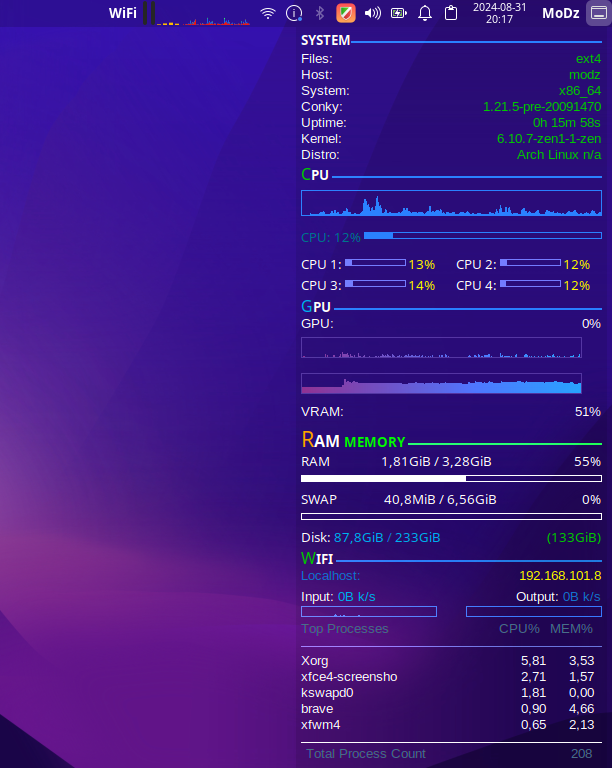 WiFi 2024-08-31 MoDz
20:17
SYSTEM
Files: ext4
Host: modz
System: x86_64
Conky: 1.21.5-pre-20091470
Uptime: 0h 15m 58s
Kernel: 6.10.7-zen1-1-zen
Distro: Arch Linux n/a
CPU
CPU: 12%
CPU 1: 13% CPU 2: 12%
CPU 3: 14% CPU 4: 12%
GPU
GPU: 0%
VRAM: 51%
RAM MEMORY
RAM 1,81GiB / 3,28GiB 55%
SWAP 40,8MiB / 6,56GiB 0%
Disk: 87,8GiB / 233GiB (133GiB)
WIFI
Localhost: 192.168.101.8
Input: 0B k/s Output: 0B k/s
Top Processes CPU% MEM%
Xorg 5,81 3,53
xfce4-screensho 2,71 1,57
kswapd0 1,81 0,00
brave 0,90 4,66
xfwm4 0,65 2,13
Total Process Count 208